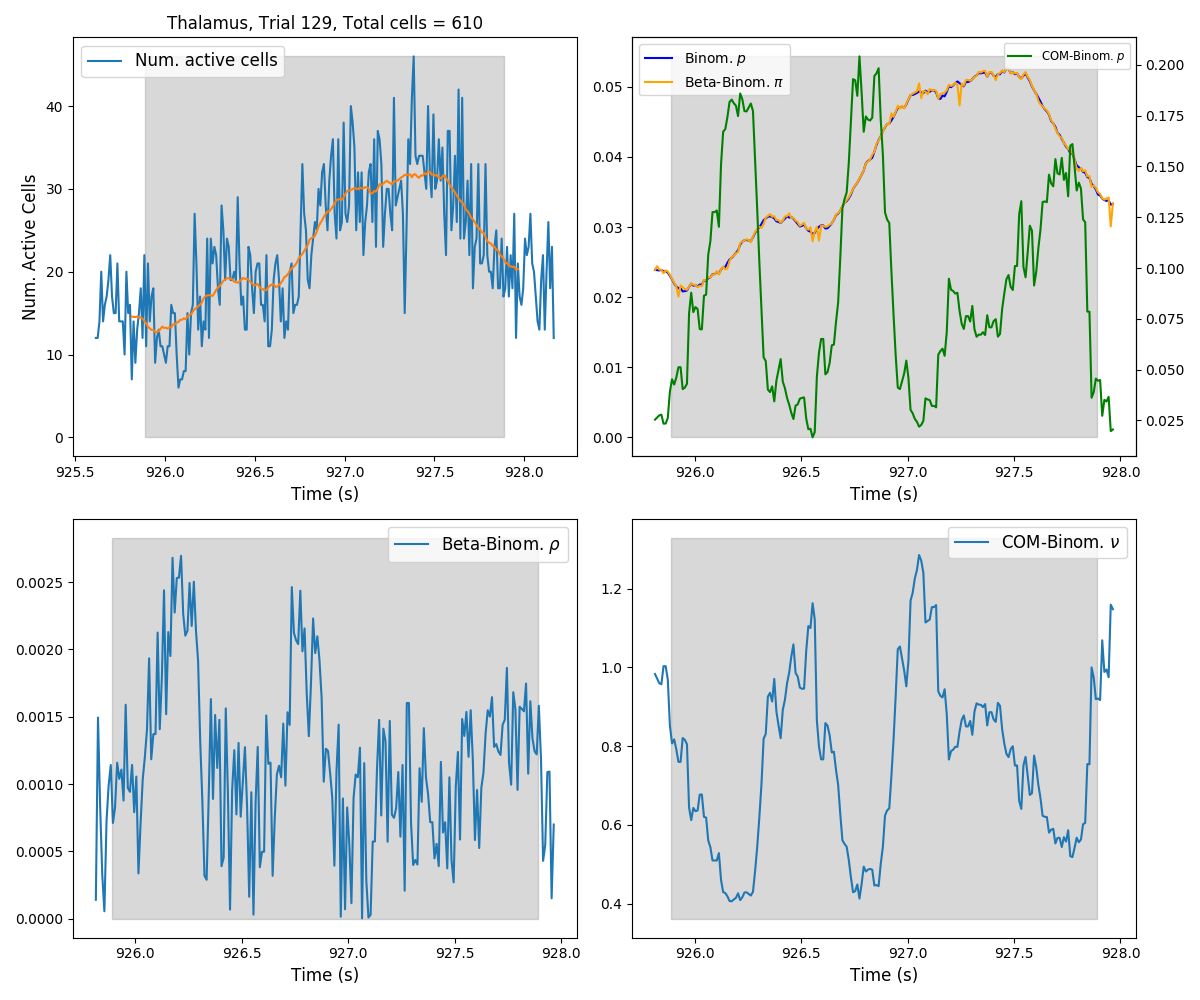 Thalamus, Trial 129, Total cells = 610
Num. active cells
Num. Active Cells
40
30
20
10
0
925.5 926.0 926.5 927.0 927.5 928.0
Time (s)
Binom. p
Beta-Binom. π
COM-Binom. p
0.05
0.04
0.03
0.02
0.01
0.00
0.200
0.175
0.150
0.125
0.100
0.075
0.050
0.025
926.0 926.5 927.0 927.5 928.0
Time (s)
Beta-Binom. ρ
0.0025
0.0020
0.0015
0.0010
0.0005
0.0000
926.0 926.5 927.0 927.5 928.0
Time (s)
COM-Binom. ν
1.2
1.0
0.8
0.6
0.4
926.0 926.5 927.0 927.5 928.0
Time (s)